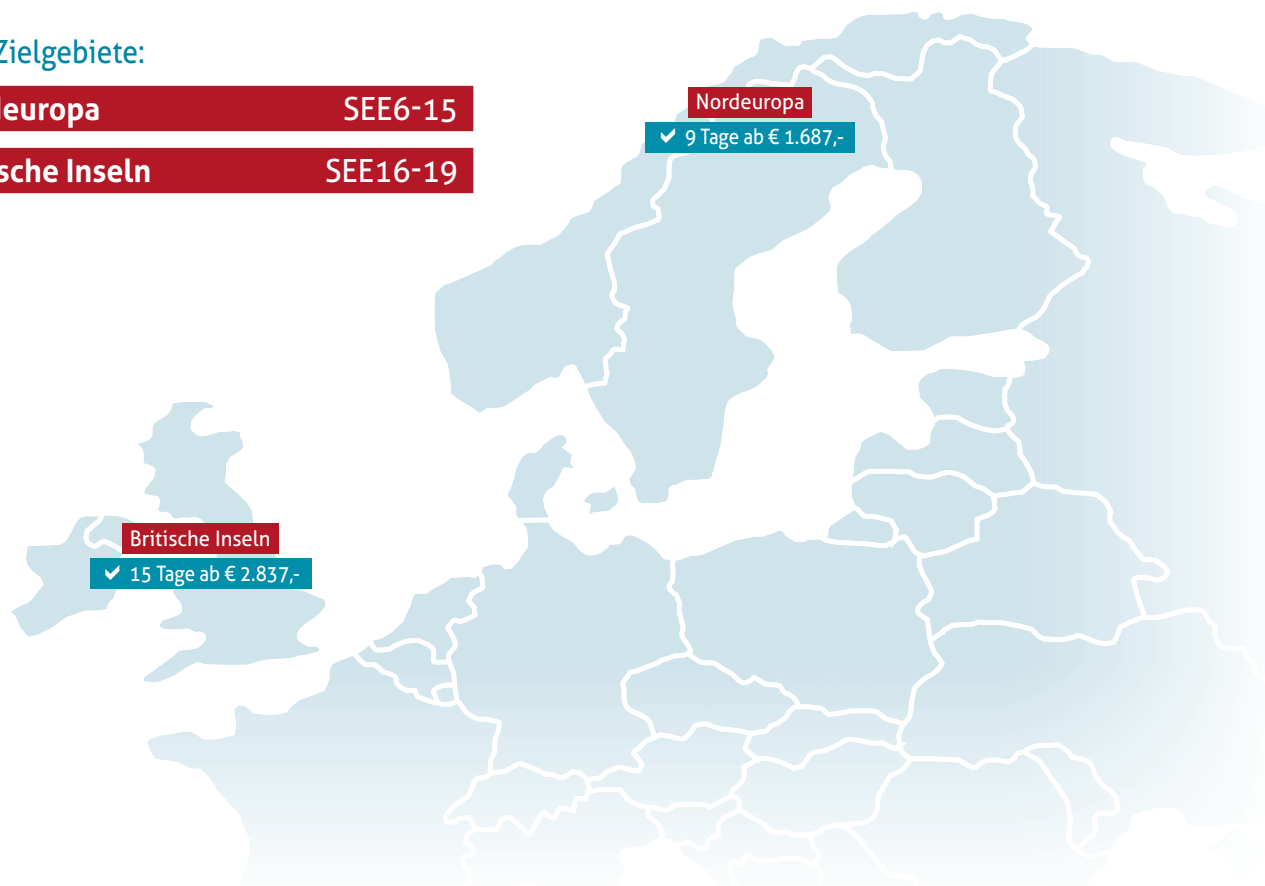 Zielgebiete:
deuropa SEE6-15
sche Inseln SEE16-19
Nordeuropa
✓ 9 Tage ab € 1.687,-
Britische Inseln
✓ 15 Tage ab € 2.837,-